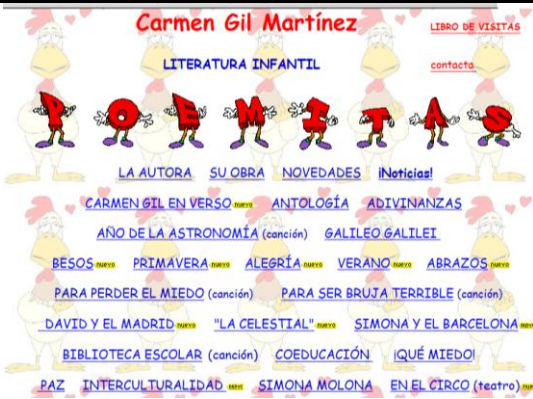 Carmen Gil Martínez
LIBRO DE VISITAS
LITERATURA INFANTIL
contacta
POEMITAS
LA AUTORA SU OBRA NOVEDADES ¡Noticias!
CARMEN GIL EN VERSO nuevo ANTOLOGÍA ADIVINANZAS
AÑO DE LA ASTRONOMÍA (canción) GALILEO GALILEI
BESOS nuevo PRIMAVERA nuevo ALEGRÍA nuevo VERANO nuevo ABRAZOS nuevo
PARA PERDER EL MIEDO (canción) PARA SER BRUJA TERRIBLE (canción)
DAVID Y EL MADRID nuevo "LA CELESTIAL" nuevo SIMONA Y EL BARCELONA nuevo
BIBLIOTECA ESCOLAR (canción) COEDUCACIÓN ¡QUÉ MIEDO!
PAZ INTERCULTURALIDAD nuevo SIMONA MOLONA EN EL CIRCO (teatro) nuevo